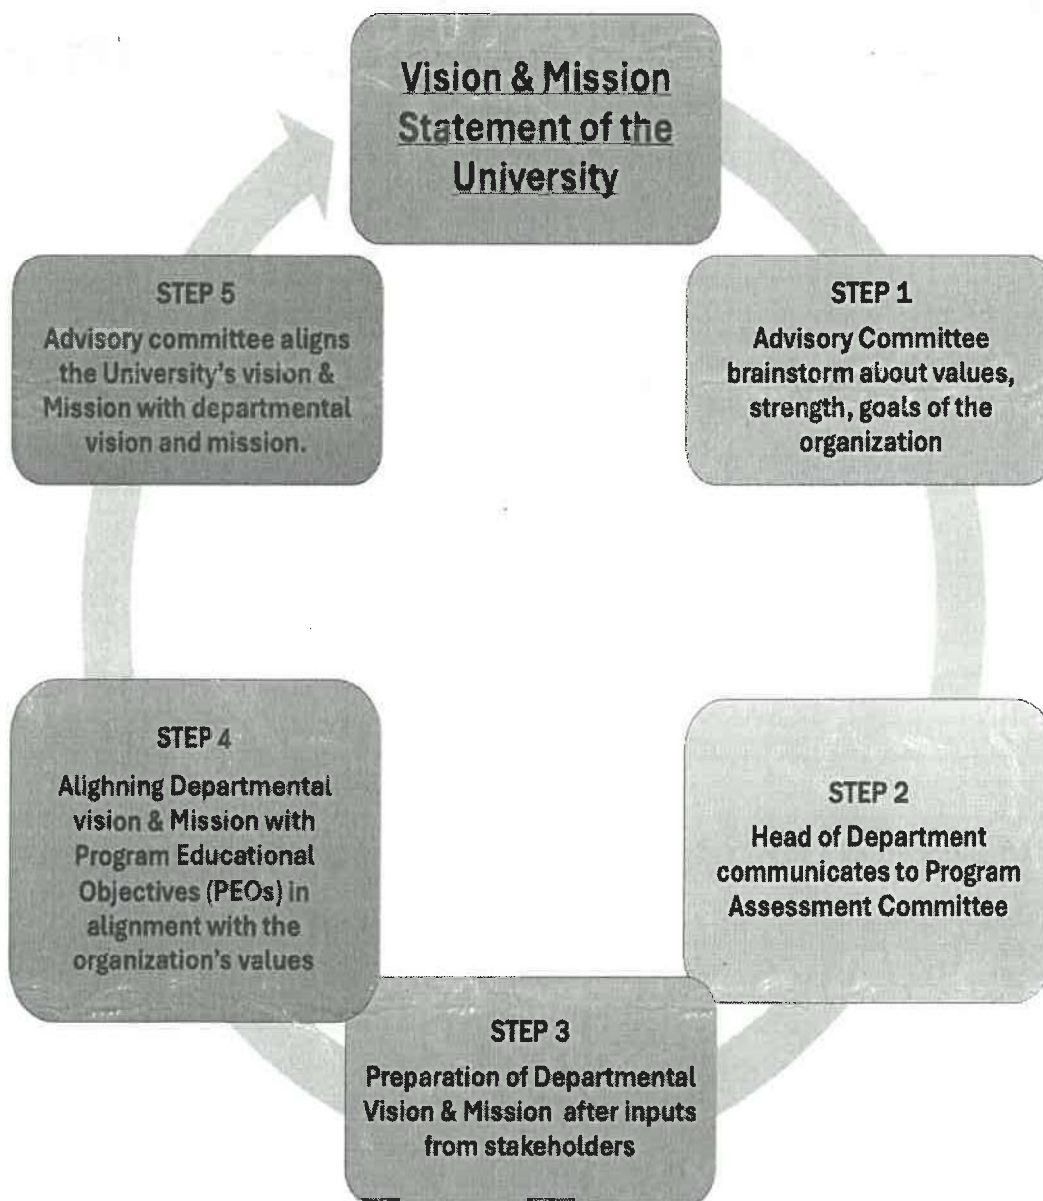 Vision & Mission
Statement of the
University
STEP 1
Advisory Committee
brainstorm about values,
strength, goals of the
organization
STEP 2
Head of Department
communicates to Program
Assessment Committee
STEP 3
Preparation of Departmental
Vision & Mission after inputs
from stakeholders
STEP 4
Alighning Departmental
vision & Mission with
Program Educational
Objectives (PEOs) in
alignment with the
organization's values
STEP 5
Advisory committee aligns
the University's vision &
Mission with departmental
vision and mission.